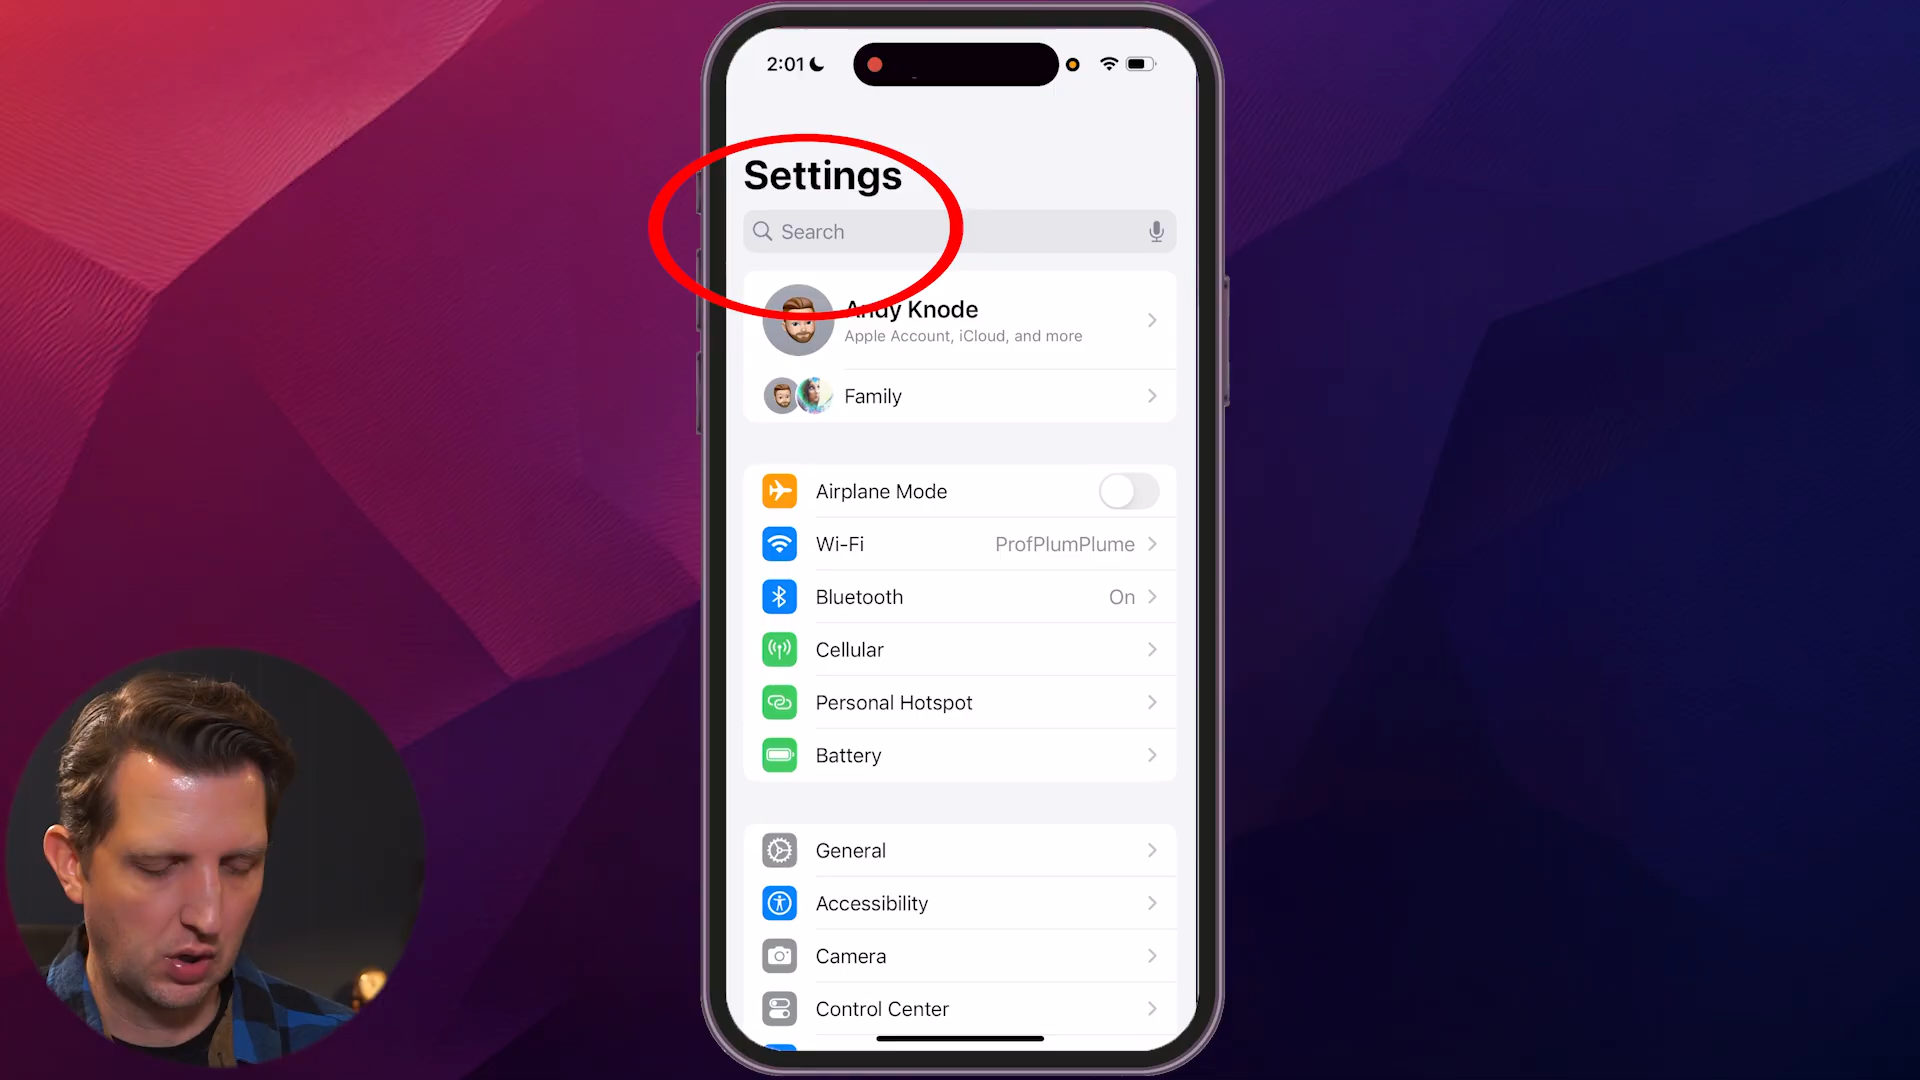 2:01
Settings
Search
Andy Knode
Apple Account, iCloud, and more
Family
Airplane Mode
Wi-Fi ProfPlumPlume
Bluetooth On
Cellular
Personal Hotspot
Battery
General
Accessibility
Camera
Control Center